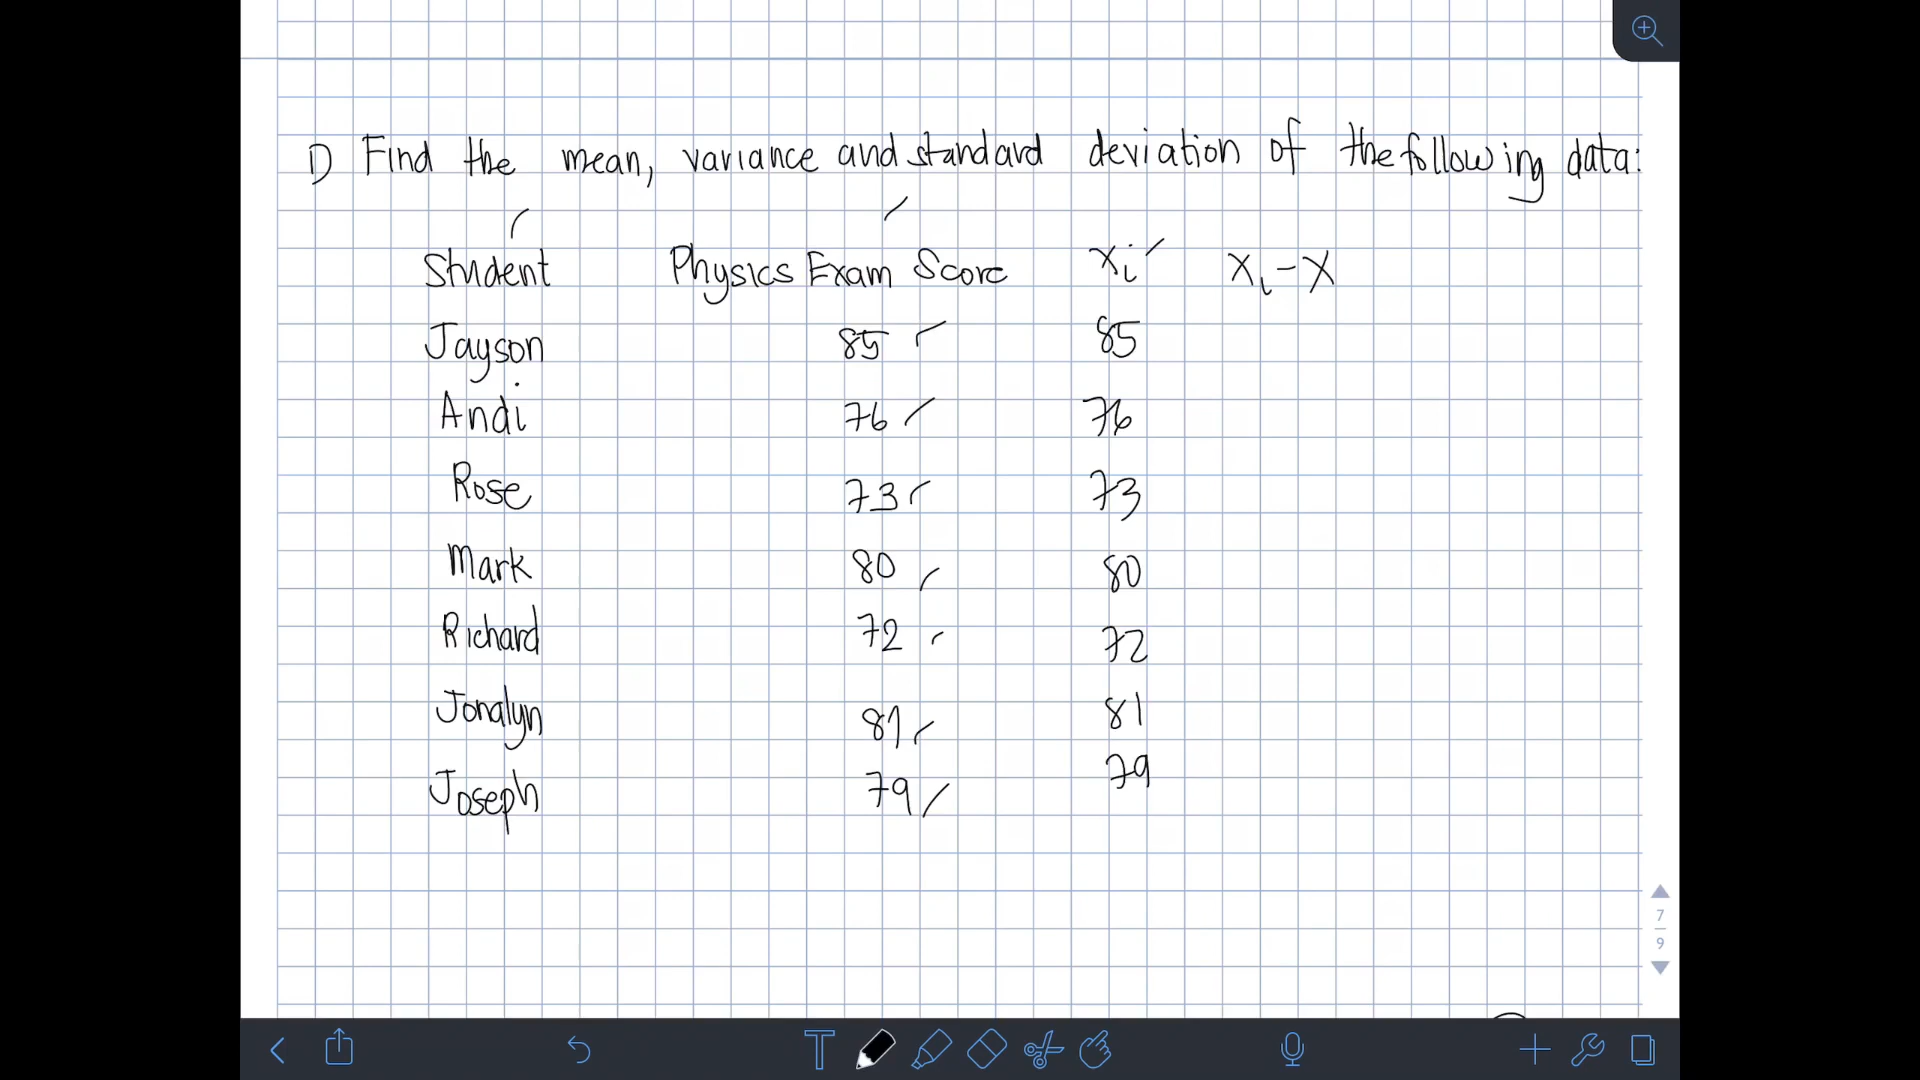 1) Find the mean, variance and standard deviation of the following data:
Student Physics Exam Score xi xi - x
Jayson 85 85
Andi 76 76
Rose 73 73
Mark 80 80
Richard 72 72
Jonalyn 81 81
Joseph 79 79
7
9
T